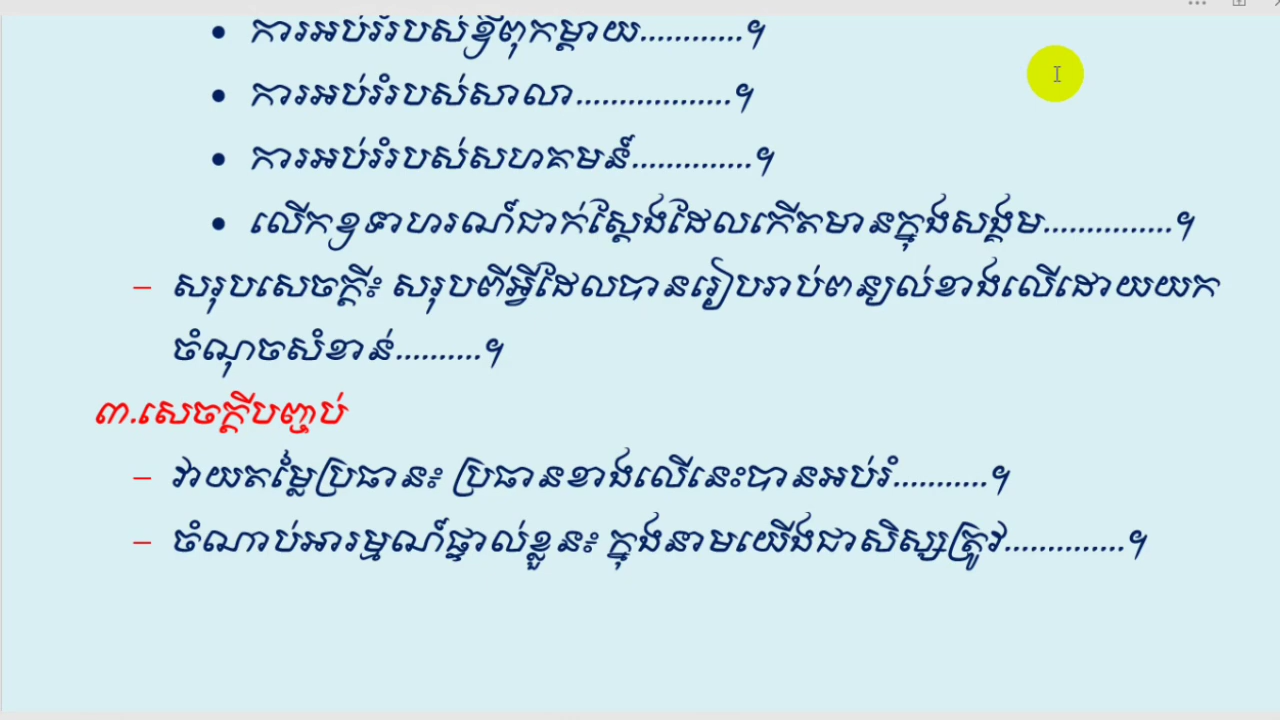 • ការអប់រំរបស់ឪពុកម្ដាយ............។
• ការអប់រំរបស់សាលា..................។
• ការអប់រំរបស់សហគមន៍..............។
• លើកឧទាហរណ៍ជាក់ស្ដែងដែលកើតមានក្នុងសង្គម...............។
– សរុបសេចក្ដី៖ សរុបពីអ្វីដែលបានរៀបរាប់ពន្យល់ខាងលើដោយយក
ចំណុចសំខាន់..........។
៣.សេចក្ដីបញ្ចប់
– វាយតម្លៃប្រធាន៖ ប្រធានខាងលើនេះបានអប់រំ...........។
– ចំណាប់អារម្មណ៍ផ្ទាល់ខ្លួន៖ ក្នុងនាមយើងជាសិស្សត្រូវ..............។